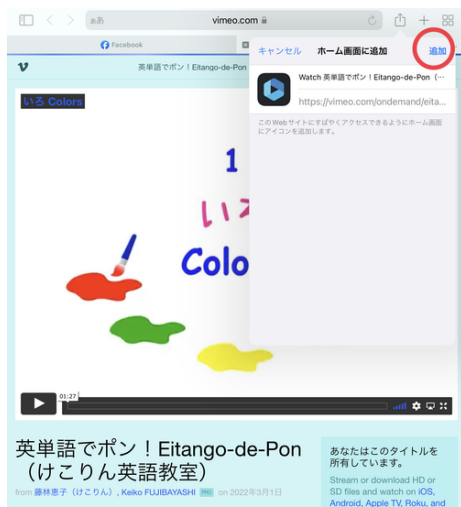 ああ
vimeo.com
Facebook
英単語でポン！Eitango-de-Pon
キャンセル
ホーム画面に追加
追加
Watch 英単語でポン！Eitango-de-Pon（…
https://vimeo.com/ondemand/eita...
このWebサイトにすばやくアクセスできるようにホーム画面
にアイコンを追加します。
いろ Colors
1
いろ
Colo
01:27
英単語でポン！Eitango-de-Pon
（けこりん英語教室）
from 藤林恵子（けこりん）, Keiko FUJIBAYASHI PRO on 2022年3月1日
あなたはこのタイトルを
所有しています。
Stream or download HD or
SD files and watch on iOS,
Android, Apple TV, Roku, and